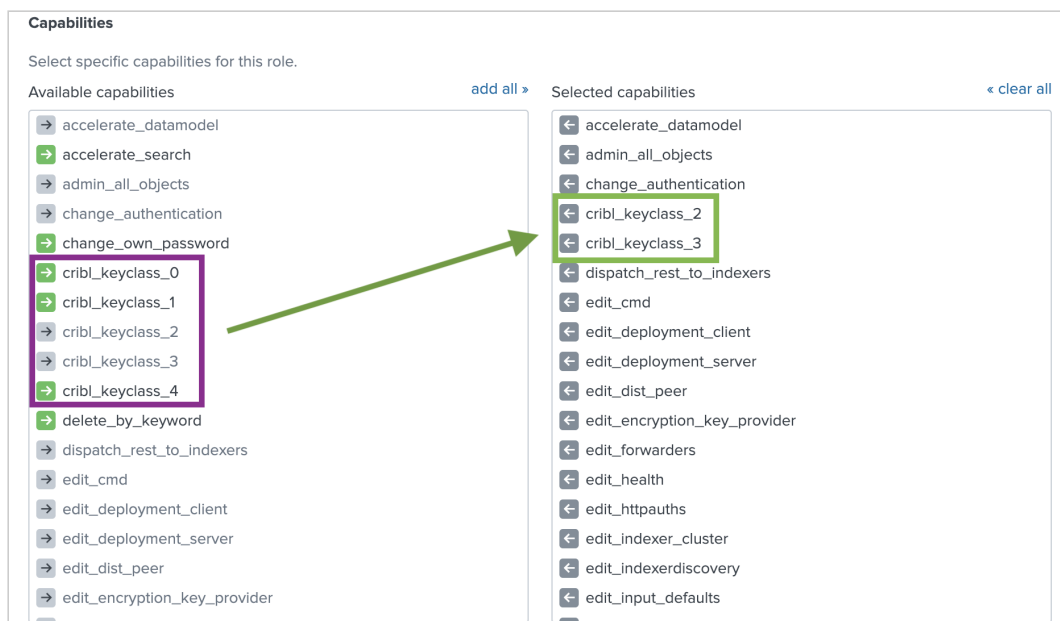 Capabilities
Select specific capabilities for this role.
Available capabilities
add all »
accelerate_datamodel
accelerate_search
admin_all_objects
change_authentication
change_own_password
cribl_keyclass_0
cribl_keyclass_1
cribl_keyclass_2
cribl_keyclass_3
cribl_keyclass_4
delete_by_keyword
dispatch_rest_to_indexers
edit_cmd
edit_deployment_client
edit_deployment_server
edit_dist_peer
edit_encryption_key_provider
Selected capabilities
« clear all
accelerate_datamodel
admin_all_objects
change_authentication
cribl_keyclass_2
cribl_keyclass_3
dispatch_rest_to_indexers
edit_cmd
edit_deployment_client
edit_deployment_server
edit_dist_peer
edit_encryption_key_provider
edit_forwarders
edit_health
edit_httpauths
edit_indexer_cluster
edit_indexerdiscovery
edit_input_defaults